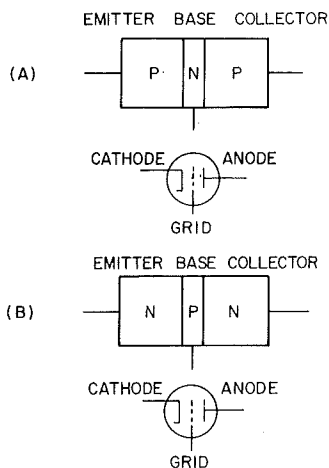 EMITTER BASE COLLECTOR
(A)
P N P
CATHODE ANODE
GRID
EMITTER BASE COLLECTOR
(B)
N P N
CATHODE ANODE
GRID